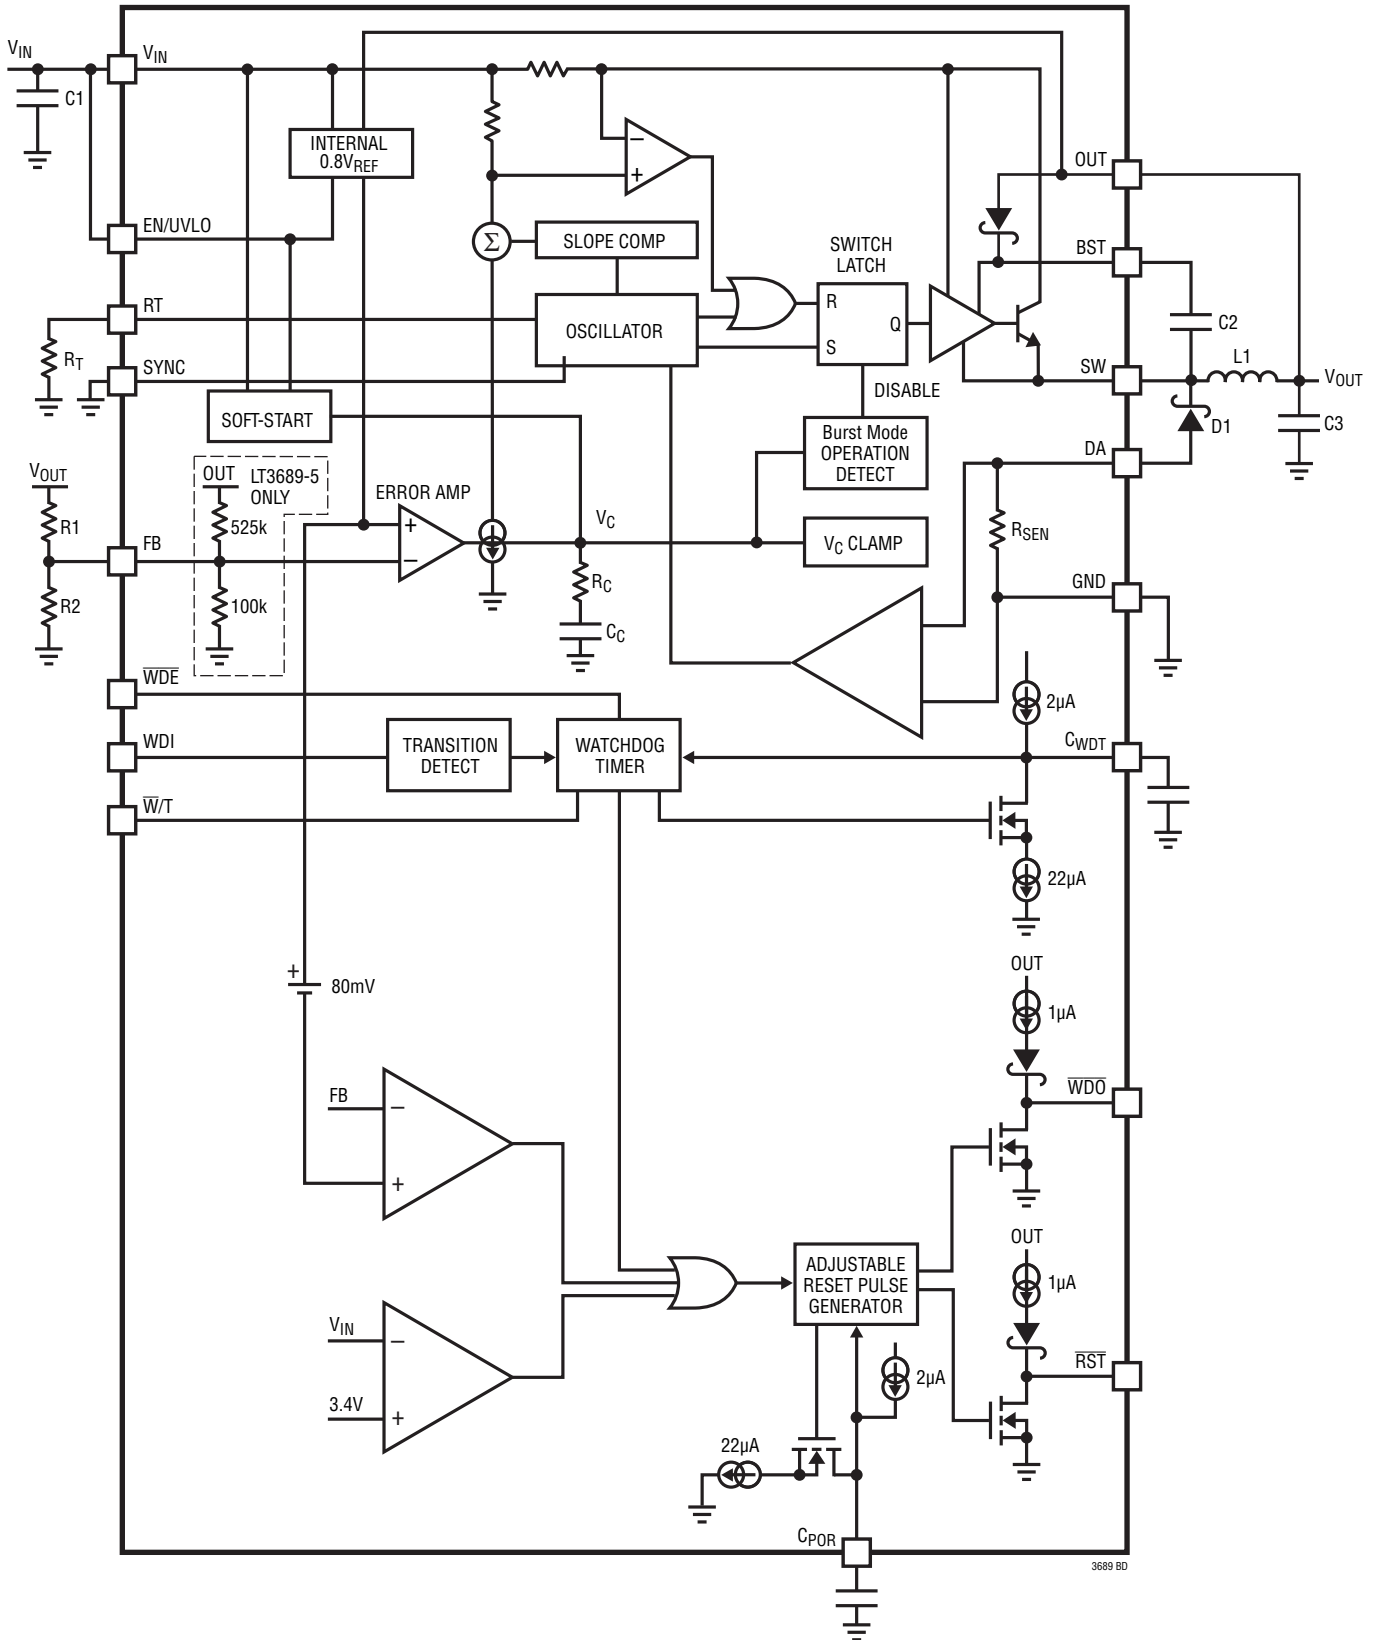 VIN
VIN
C1
INTERNAL
0.8VREF
−
+
OUT
EN/UVLO
Σ
SLOPE COMP
SWITCH
LATCH
BST
RT
OSCILLATOR
R
Q
S
C2
RT
SYNC
SW
L1
VOUT
DISABLE
SOFT-START
Burst Mode
OPERATION
DETECT
D1
C3
DA
VOUT
OUT
LT3689-5
ONLY
ERROR AMP
525k
R1
+
−
VC
VC CLAMP
RSEN
FB
R2
100k
RC
CC
GND
WDE
2µA
WDI
TRANSITION
DETECT
WATCHDOG
TIMER
CWDT
W/T
22µA
OUT
+
80mV
1µA
WDO
FB
−
+
OUT
ADJUSTABLE
RESET PULSE
GENERATOR
1µA
VIN
−
RST
3.4V
+
2µA
22µA
CPOR
3689 BD